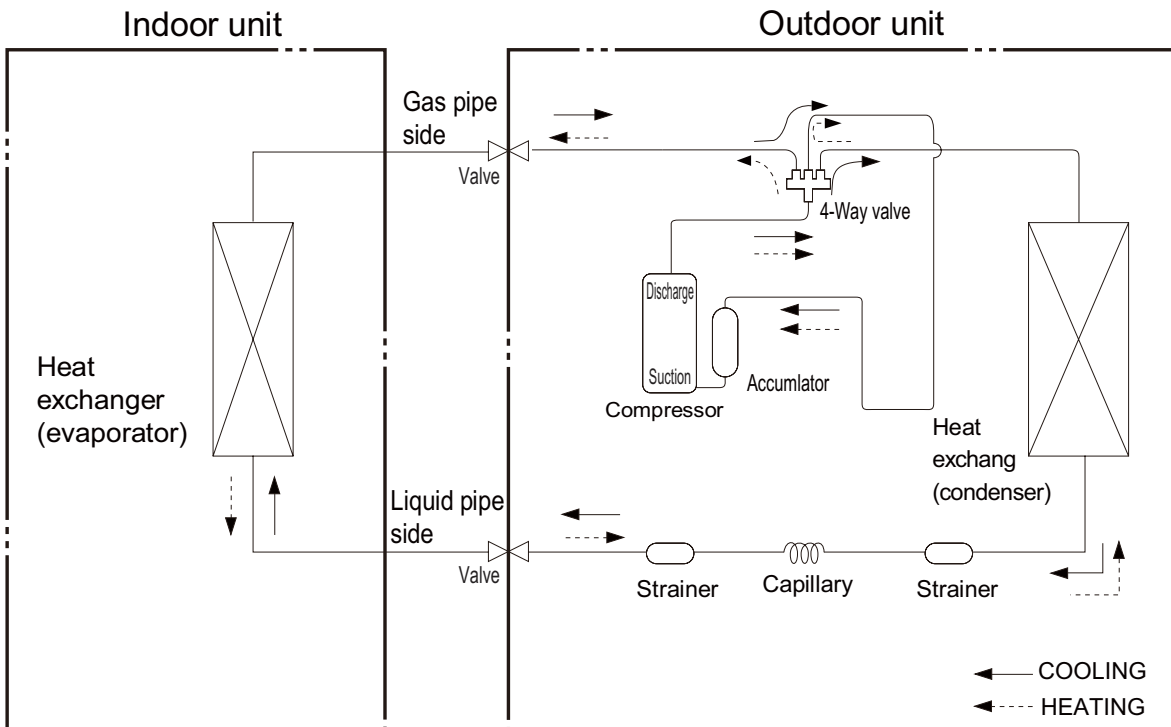 Indoor unit
Outdoor unit
Gas pipe
side
Valve
4-Way valve
Discharge
Suction
Compressor
Accumlator
Heat
exchanger
(evaporator)
Heat
exchang
(condenser)
Liquid pipe
side
Valve
Strainer
Capillary
Strainer
COOLING
HEATING